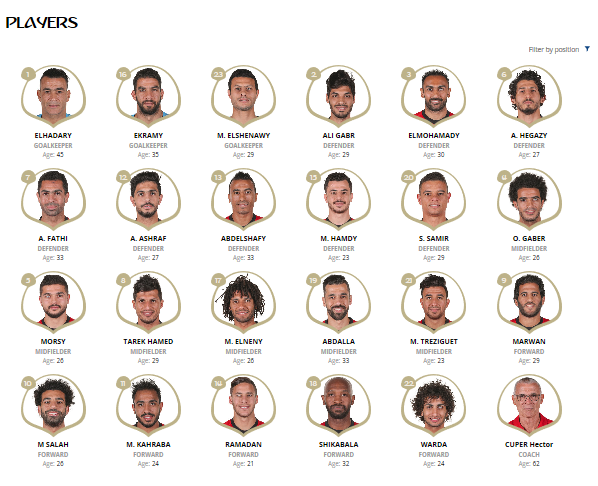 PLAYERS
Filter by position
1 16 23 2 3 6
ELHADARY EKRAMY M. ELSHENAWY ALI GABR ELMOHAMADY A. HEGAZY
GOALKEEPER GOALKEEPER GOALKEEPER DEFENDER DEFENDER DEFENDER
Age: 45 Age: 35 Age: 29 Age: 29 Age: 30 Age: 27
7 12 13 15 20 4
A. FATHI A. ASHRAF ABDELSHAFY M. HAMDY S. SAMIR O. GABER
DEFENDER DEFENDER DEFENDER DEFENDER DEFENDER MIDFIELDER
Age: 33 Age: 27 Age: 33 Age: 23 Age: 29 Age: 26
5 8 17 19 21 9
MORSY TAREK HAMED M. ELNENY ABDALLA M. TREZIGUET MARWAN
MIDFIELDER MIDFIELDER MIDFIELDER MIDFIELDER MIDFIELDER FORWARD
Age: 26 Age: 29 Age: 26 Age: 33 Age: 23 Age: 29
10 11 14 18 22
M SALAH M. KAHRABA RAMADAN SHIKABALA WARDA CUPER Hector
FORWARD FORWARD FORWARD FORWARD FORWARD COACH
Age: 26 Age: 24 Age: 21 Age: 32 Age: 24 Age: 62